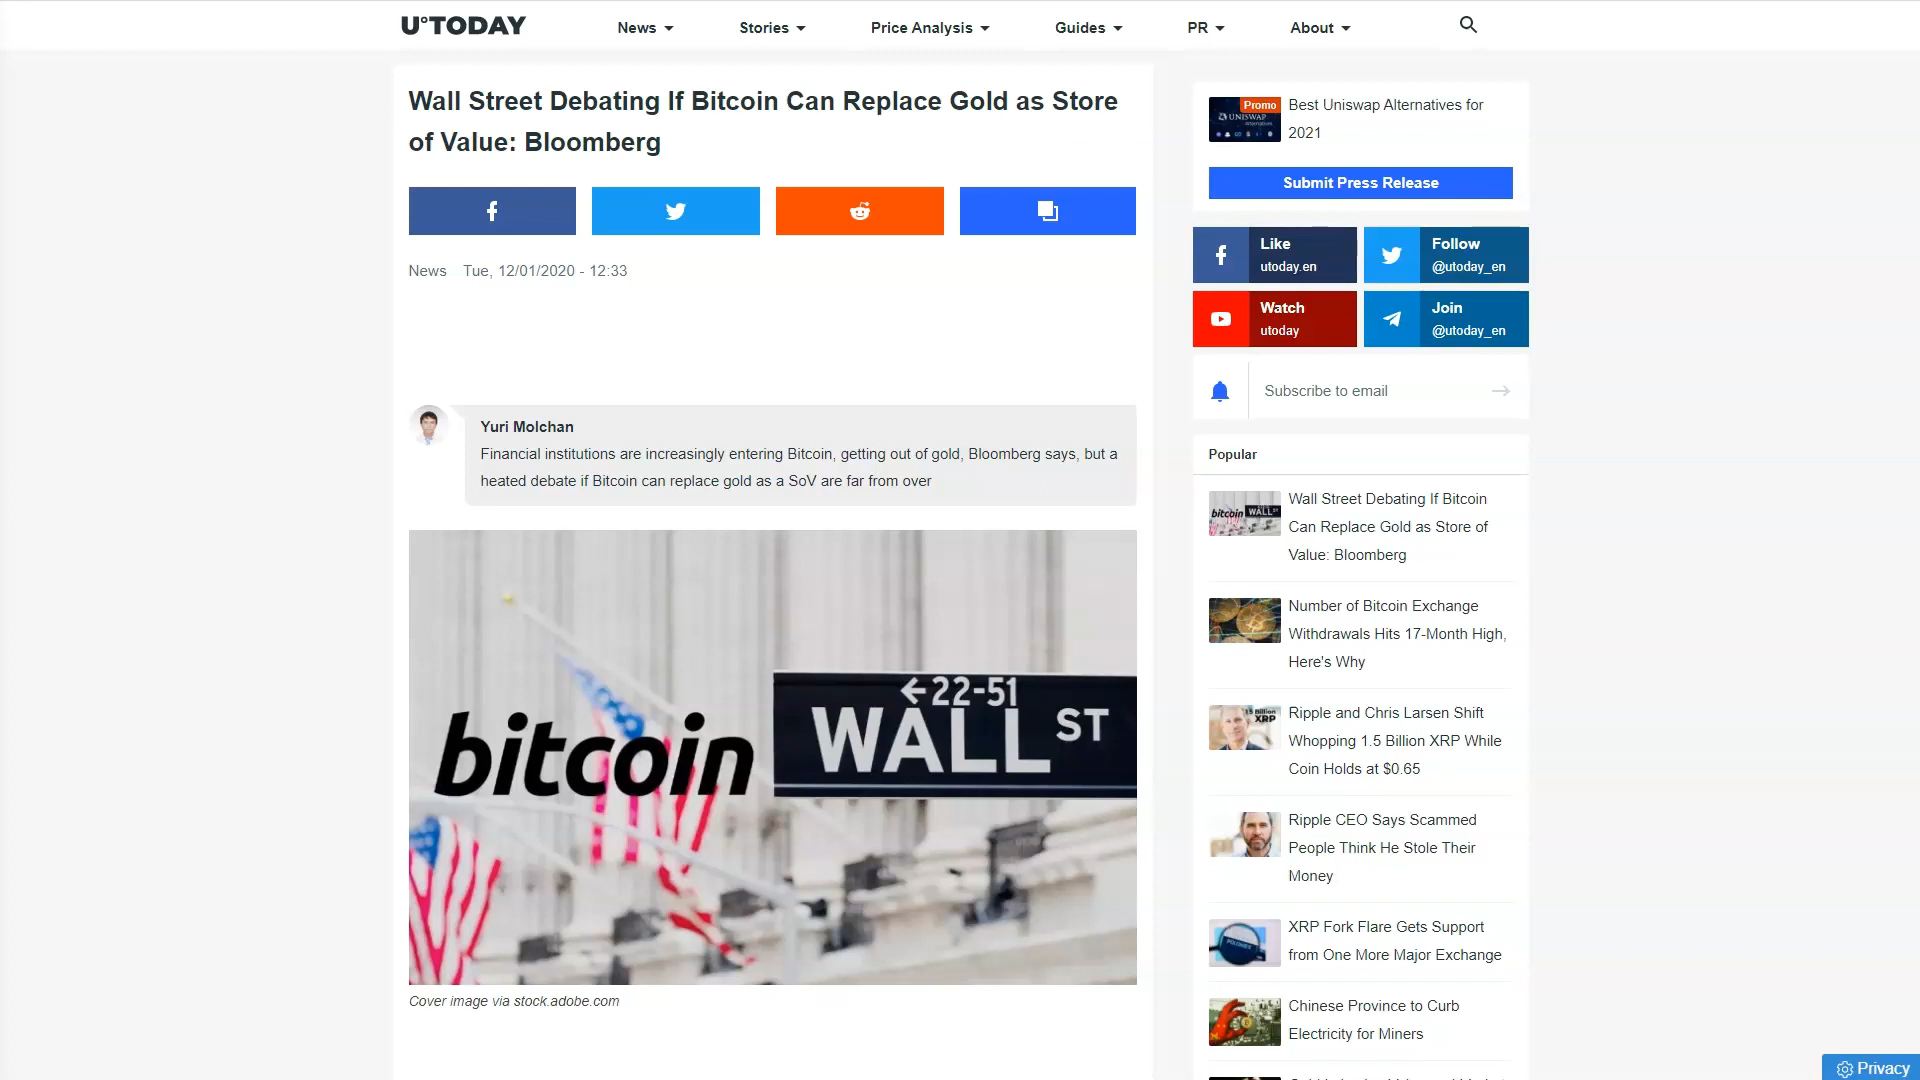 U°TODAY
News
Stories
Price Analysis
Guides
PR
About
Wall Street Debating If Bitcoin Can Replace Gold as Store
of Value: Bloomberg
News Tue, 12/01/2020 - 12:33
Yuri Molchan
Financial institutions are increasingly entering Bitcoin, getting out of gold, Bloomberg says, but a
heated debate if Bitcoin can replace gold as a SoV are far from over
bitcoin
22-51
WALL ST
Cover image via stock.adobe.com
Promo
UNISWAP
Best Uniswap Alternatives for
2021
Submit Press Release
Like
utoday.en
Follow
@utoday_en
Watch
utoday
Join
@utoday_en
Subscribe to email
Popular
bitcoin WALL ST
Wall Street Debating If Bitcoin
Can Replace Gold as Store of
Value: Bloomberg
Number of Bitcoin Exchange
Withdrawals Hits 17-Month High,
Here's Why
1.5 Billion
XRP
Ripple and Chris Larsen Shift
Whopping 1.5 Billion XRP While
Coin Holds at $0.65
Ripple CEO Says Scammed
People Think He Stole Their
Money
XRP Fork Flare Gets Support
from One More Major Exchange
Chinese Province to Curb
Electricity for Miners
Privacy